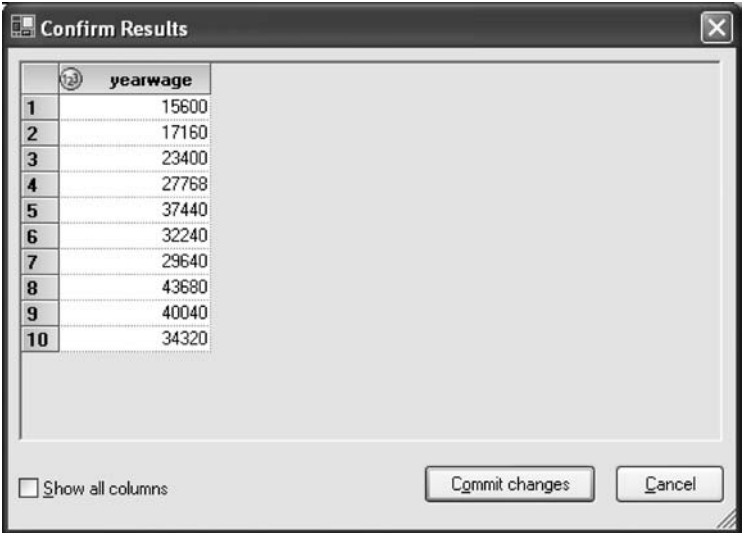 Confirm Results
123 yearwage
1 15600
2 17160
3 23400
4 27768
5 37440
6 32240
7 29640
8 43680
9 40040
10 34320
Show all columns
Commit changes
Cancel